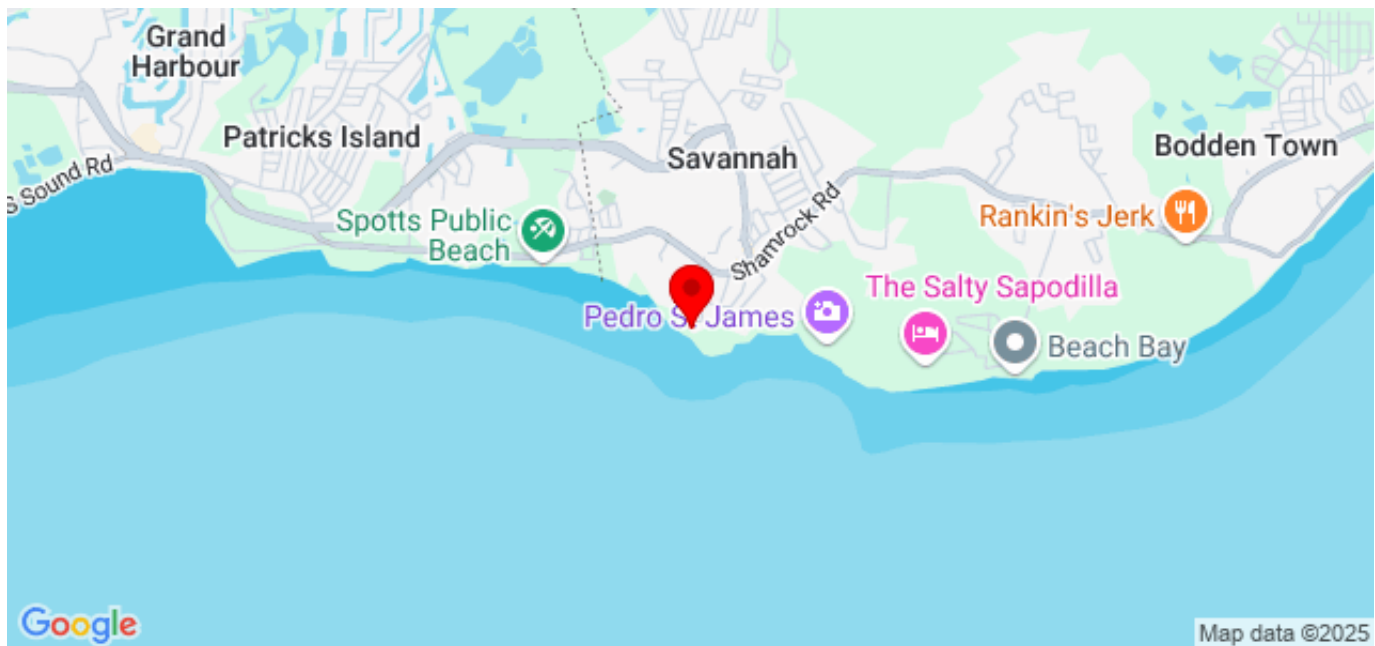 Grand
Harbour
Patricks Island
Savannah
Bodden Town
S Sound Rd
Spotts Public
Beach
Shamrock Rd
Rankin's Jerk
The Salty Sapodilla
Pedro S. James
Beach Bay
Google
Map data ©2025